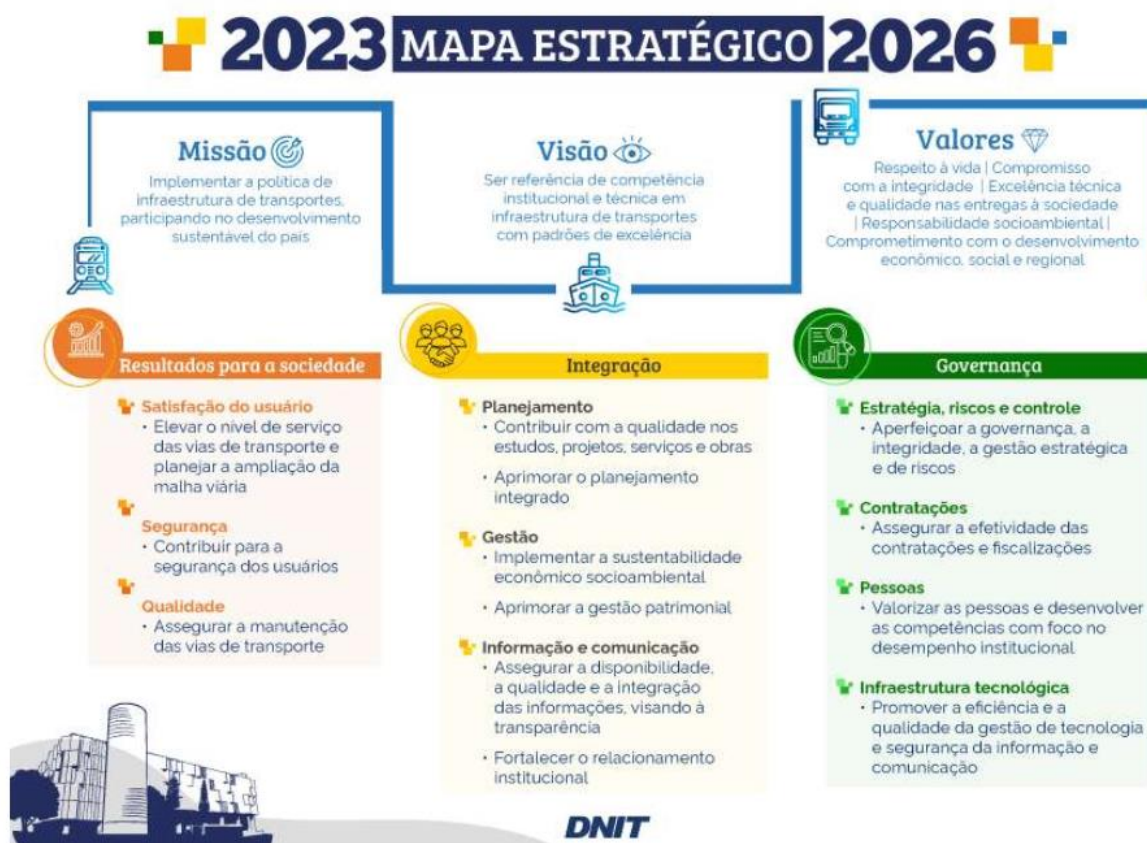 2023 MAPA ESTRATÉGICO 2026
Missão
Implementar a política de
infraestrutura de transportes,
participando no desenvolvimento
sustentável do país
Visão
Ser referência de competência
institucional e técnica em
infraestrutura de transportes
com padrões de excelência
Valores
Respeito à vida | Compromisso
com a integridade | Excelência técnica
e qualidade nas entregas à sociedade
| Responsabilidade socioambiental |
Comprometimento com o desenvolvimento
econômico, social e regional
Resultados para a sociedade
Satisfação do usuário
• Elevar o nível de serviço
das vias de transporte e
planejar a ampliação da
malha viária
Segurança
• Contribuir para a
segurança dos usuários
Qualidade
• Assegurar a manutenção
das vias de transporte
Integração
Planejamento
• Contribuir com a qualidade nos
estudos, projetos, serviços e obras
• Aprimorar o planejamento
integrado
Gestão
• Implementar a sustentabilidade
econômico socioambiental
• Aprimorar a gestão patrimonial
Informação e comunicação
• Assegurar a disponibilidade,
a qualidade e a integração
das informações, visando à
transparência
• Fortalecer o relacionamento
institucional
Governança
Estratégia, riscos e controle
• Aperfeiçoar a governança, a
integridade, a gestão estratégica
e de riscos
Contratações
• Assegurar a efetividade das
contratações e fiscalizações
Pessoas
• Valorizar as pessoas e desenvolver
as competências com foco no
desempenho institucional
Infraestrutura tecnológica
• Promover a eficiência e a
qualidade da gestão de tecnologia
e segurança da informação e
comunicação
DNIT